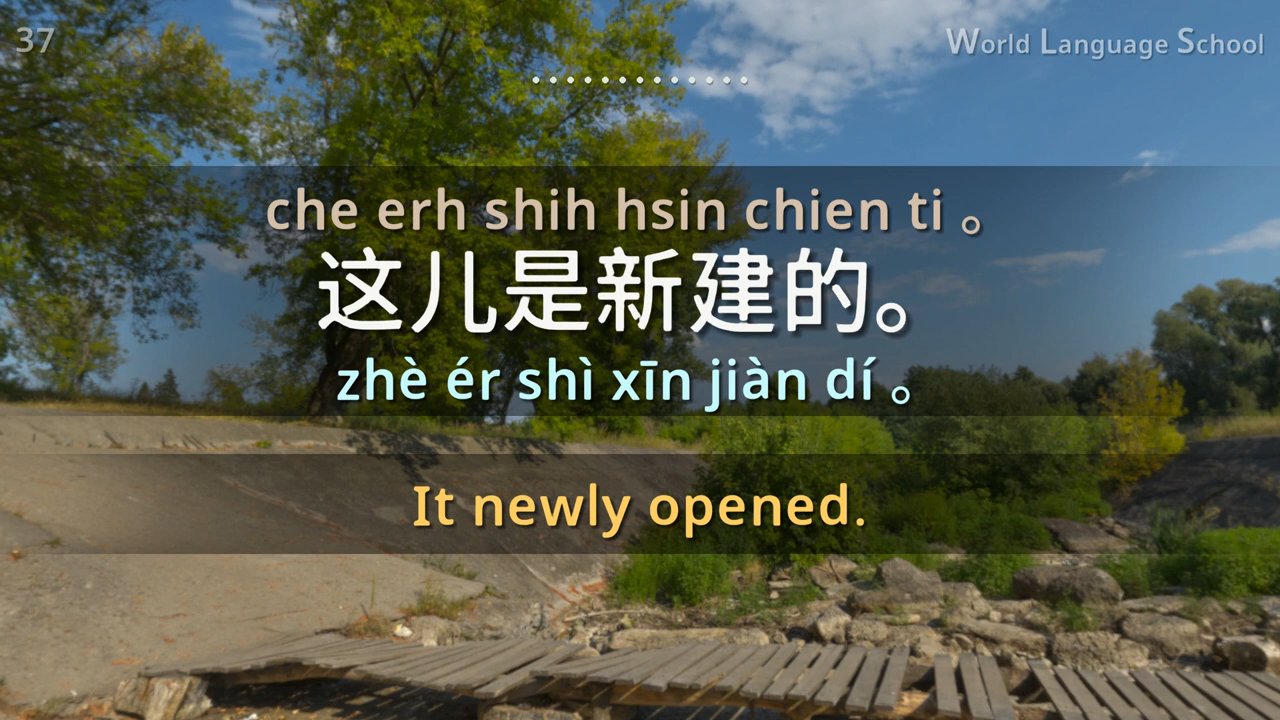 37
World Language School
che erh shih hsin chien ti 。
这儿是新建的。
zhè ér shì xīn jiàn dí 。
It newly opened.